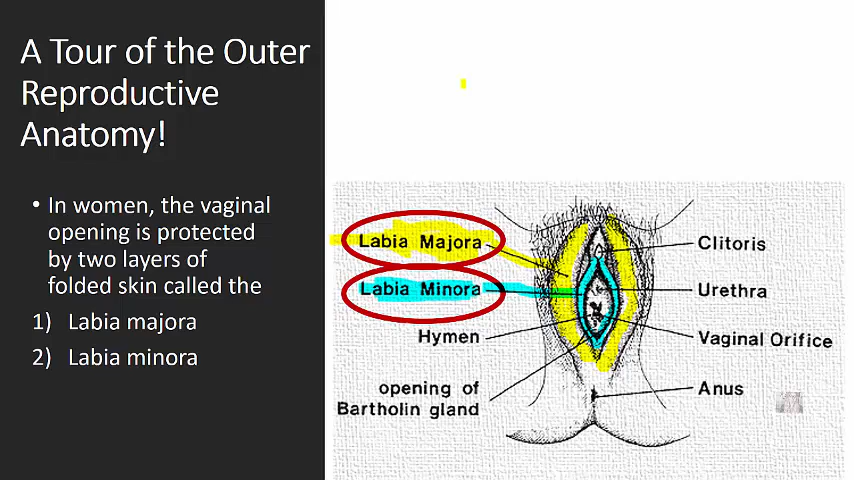 A Tour of the Outer
Reproductive
Anatomy!
• In women, the vaginal
opening is protected
by two layers of
folded skin called the
1) Labia majora
2) Labia minora
Labia Majora
Labia Minora
Hymen
opening of
Bartholin gland
Clitoris
Urethra
Vaginal Orifice
Anus